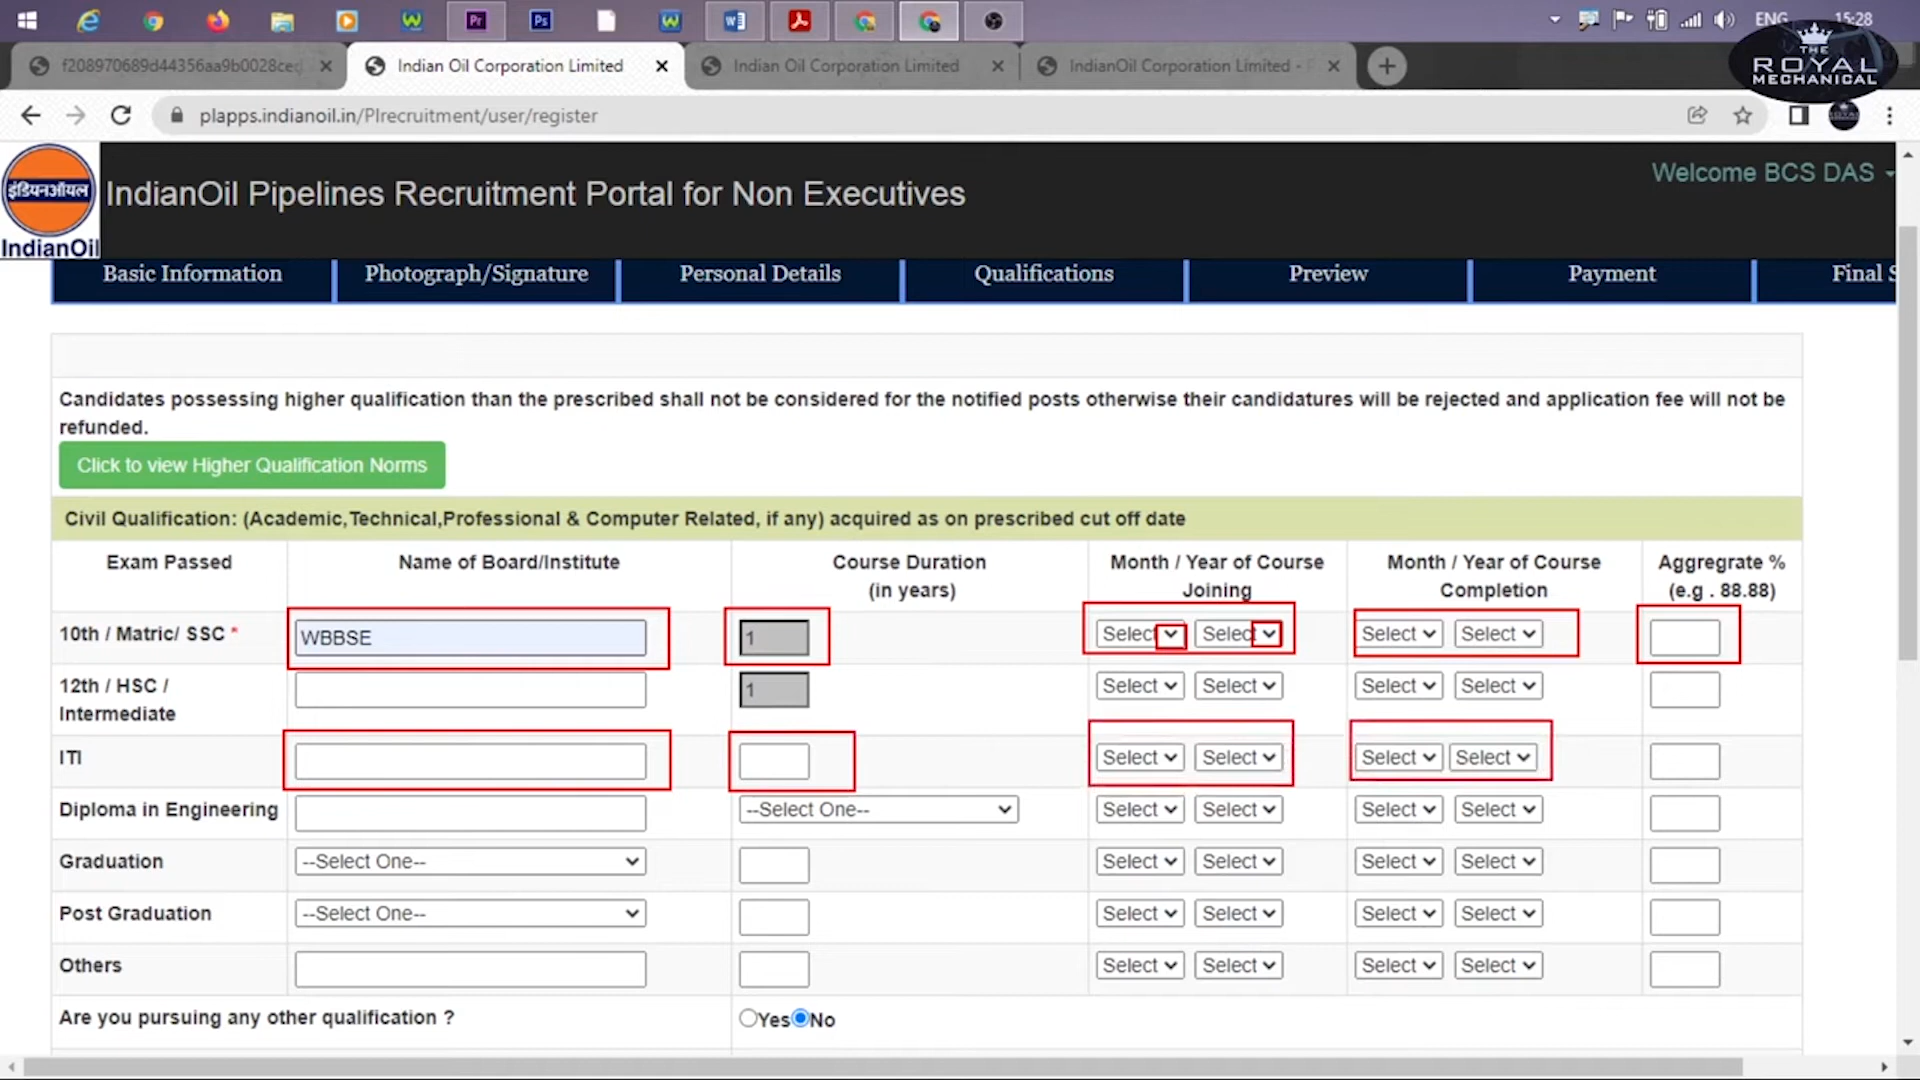 ENG 15:28
THE
ROYAL
MECHANICAL
f208970689d44356aa9b0028ced
Indian Oil Corporation Limited
Indian Oil Corporation Limited
IndianOil Corporation Limited -
plapps.indianoil.in/Plrecruitment/user/register
इंडियनऑयल
IndianOil
IndianOil Pipelines Recruitment Portal for Non Executives
Welcome BCS DAS
Basic Information
Photograph/Signature
Personal Details
Qualifications
Preview
Payment
Final S
Candidates possessing higher qualification than the prescribed shall not be considered for the notified posts otherwise their candidatures will be rejected and application fee will not be
refunded.
Click to view Higher Qualification Norms
Civil Qualification: (Academic,Technical,Professional & Computer Related, if any) acquired as on prescribed cut off date
Exam Passed
Name of Board/Institute
Course Duration
(in years)
Month / Year of Course
Joining
Month / Year of Course
Completion
Aggregrate %
(e.g . 88.88)
10th / Matric/ SSC *
WBBSE
1
Select Select Select Select
12th / HSC /
Intermediate
1
Select Select Select Select
ITI
Select Select Select Select
Diploma in Engineering
--Select One--
Select Select Select Select
Graduation
--Select One--
Select Select Select Select
Post Graduation
--Select One--
Select Select Select Select
Others
Select Select Select Select
Are you pursuing any other qualification ?
Yes No